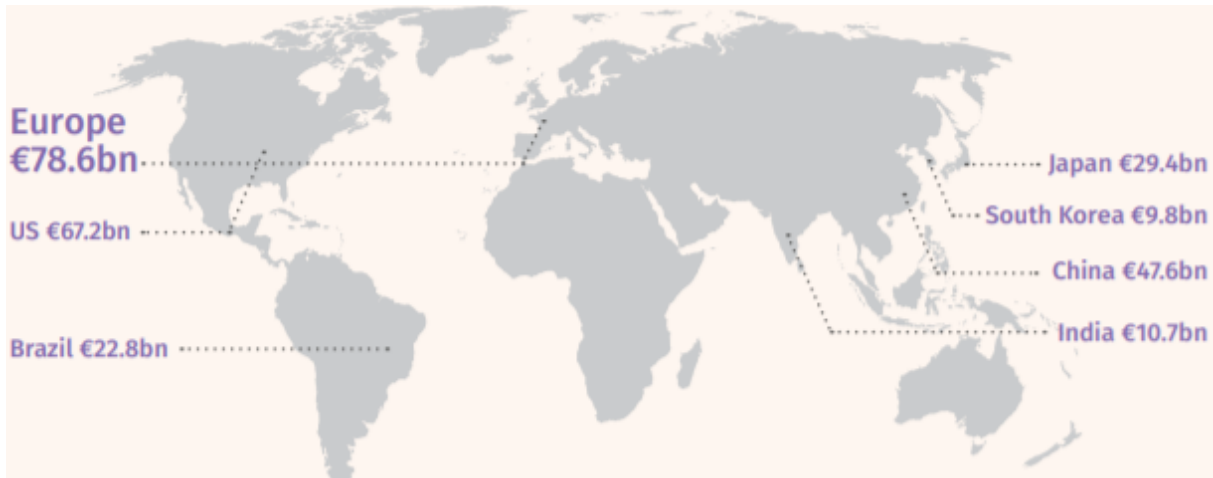 Europe
€78.6bn
US €67.2bn
Brazil €22.8bn
Japan €29.4bn
South Korea €9.8bn
China €47.6bn
India €10.7bn